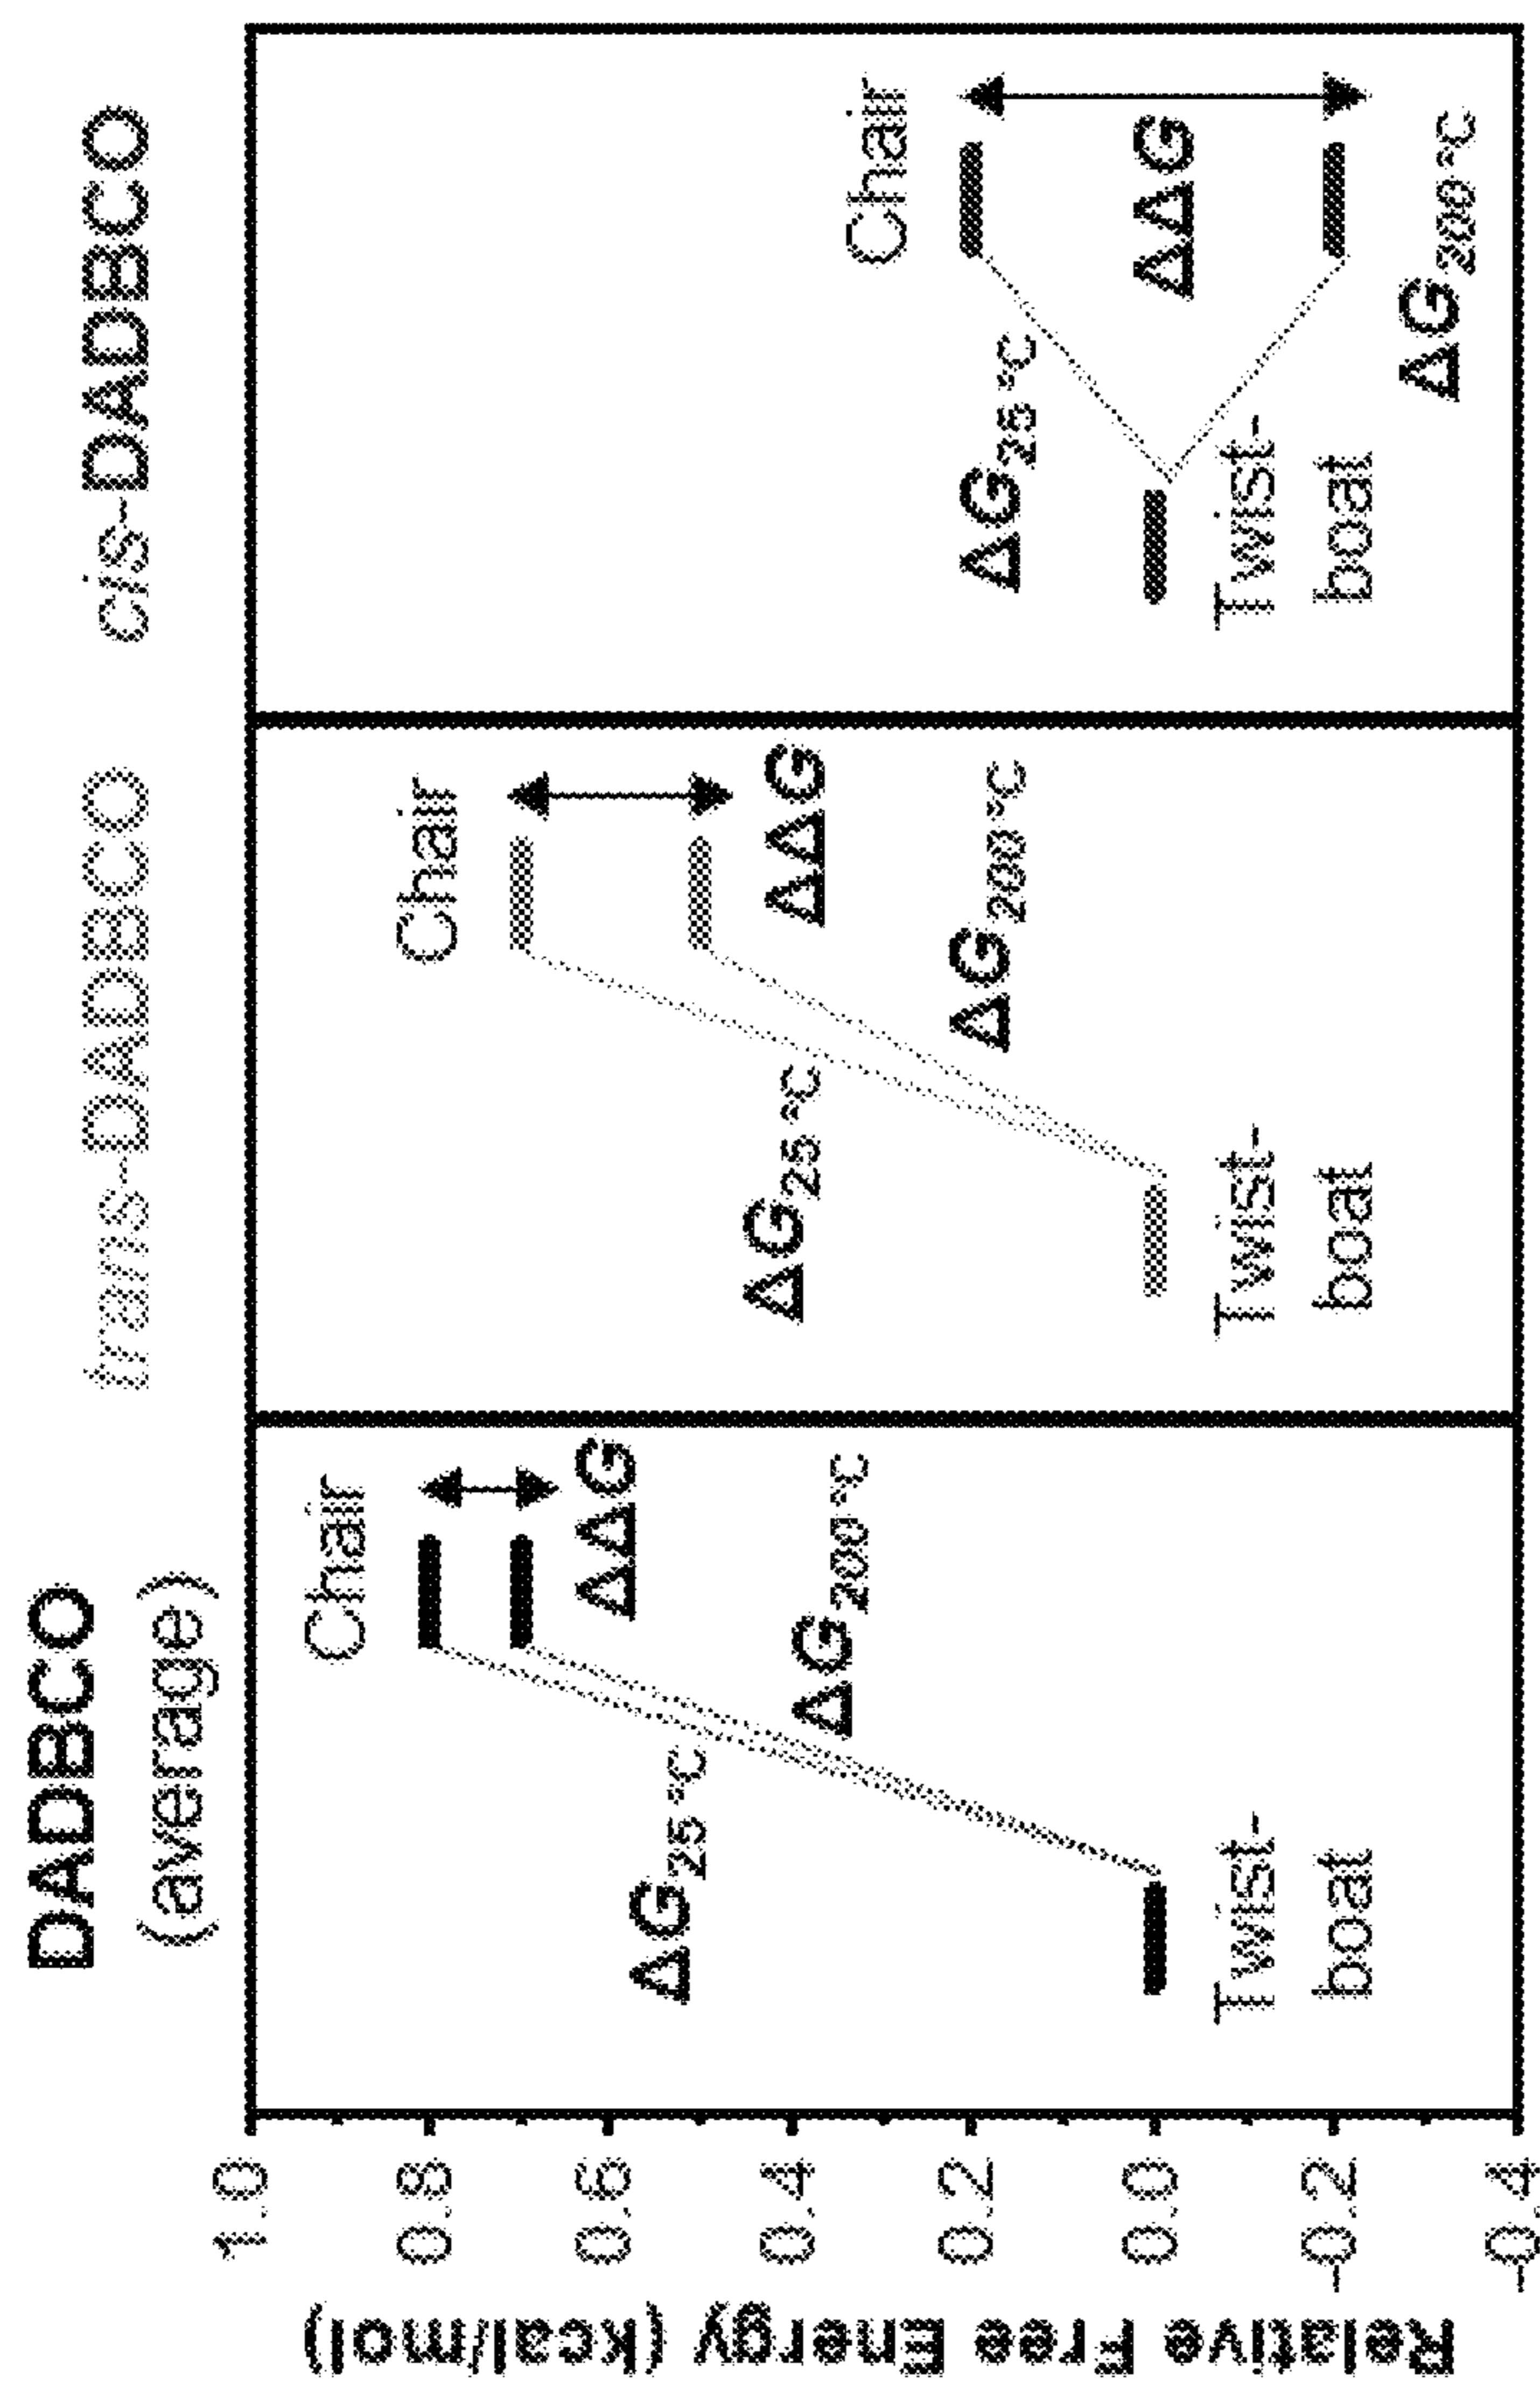 DADBCO
(average)
trans-DADBCO
cis-DADBCO
Relative Free Energy (kcal/mol)
1.0
0.8
0.6
0.4
0.2
0.0
-0.2
-0.4
Chair
ΔΔG
ΔG25 °C
ΔG200 °C
Twist-
boat
Chair
ΔΔG
ΔG25 °C
ΔG200 °C
Twist-
boat
Chair
ΔG25 °C
ΔΔG
Twist-
boat
ΔG200 °C